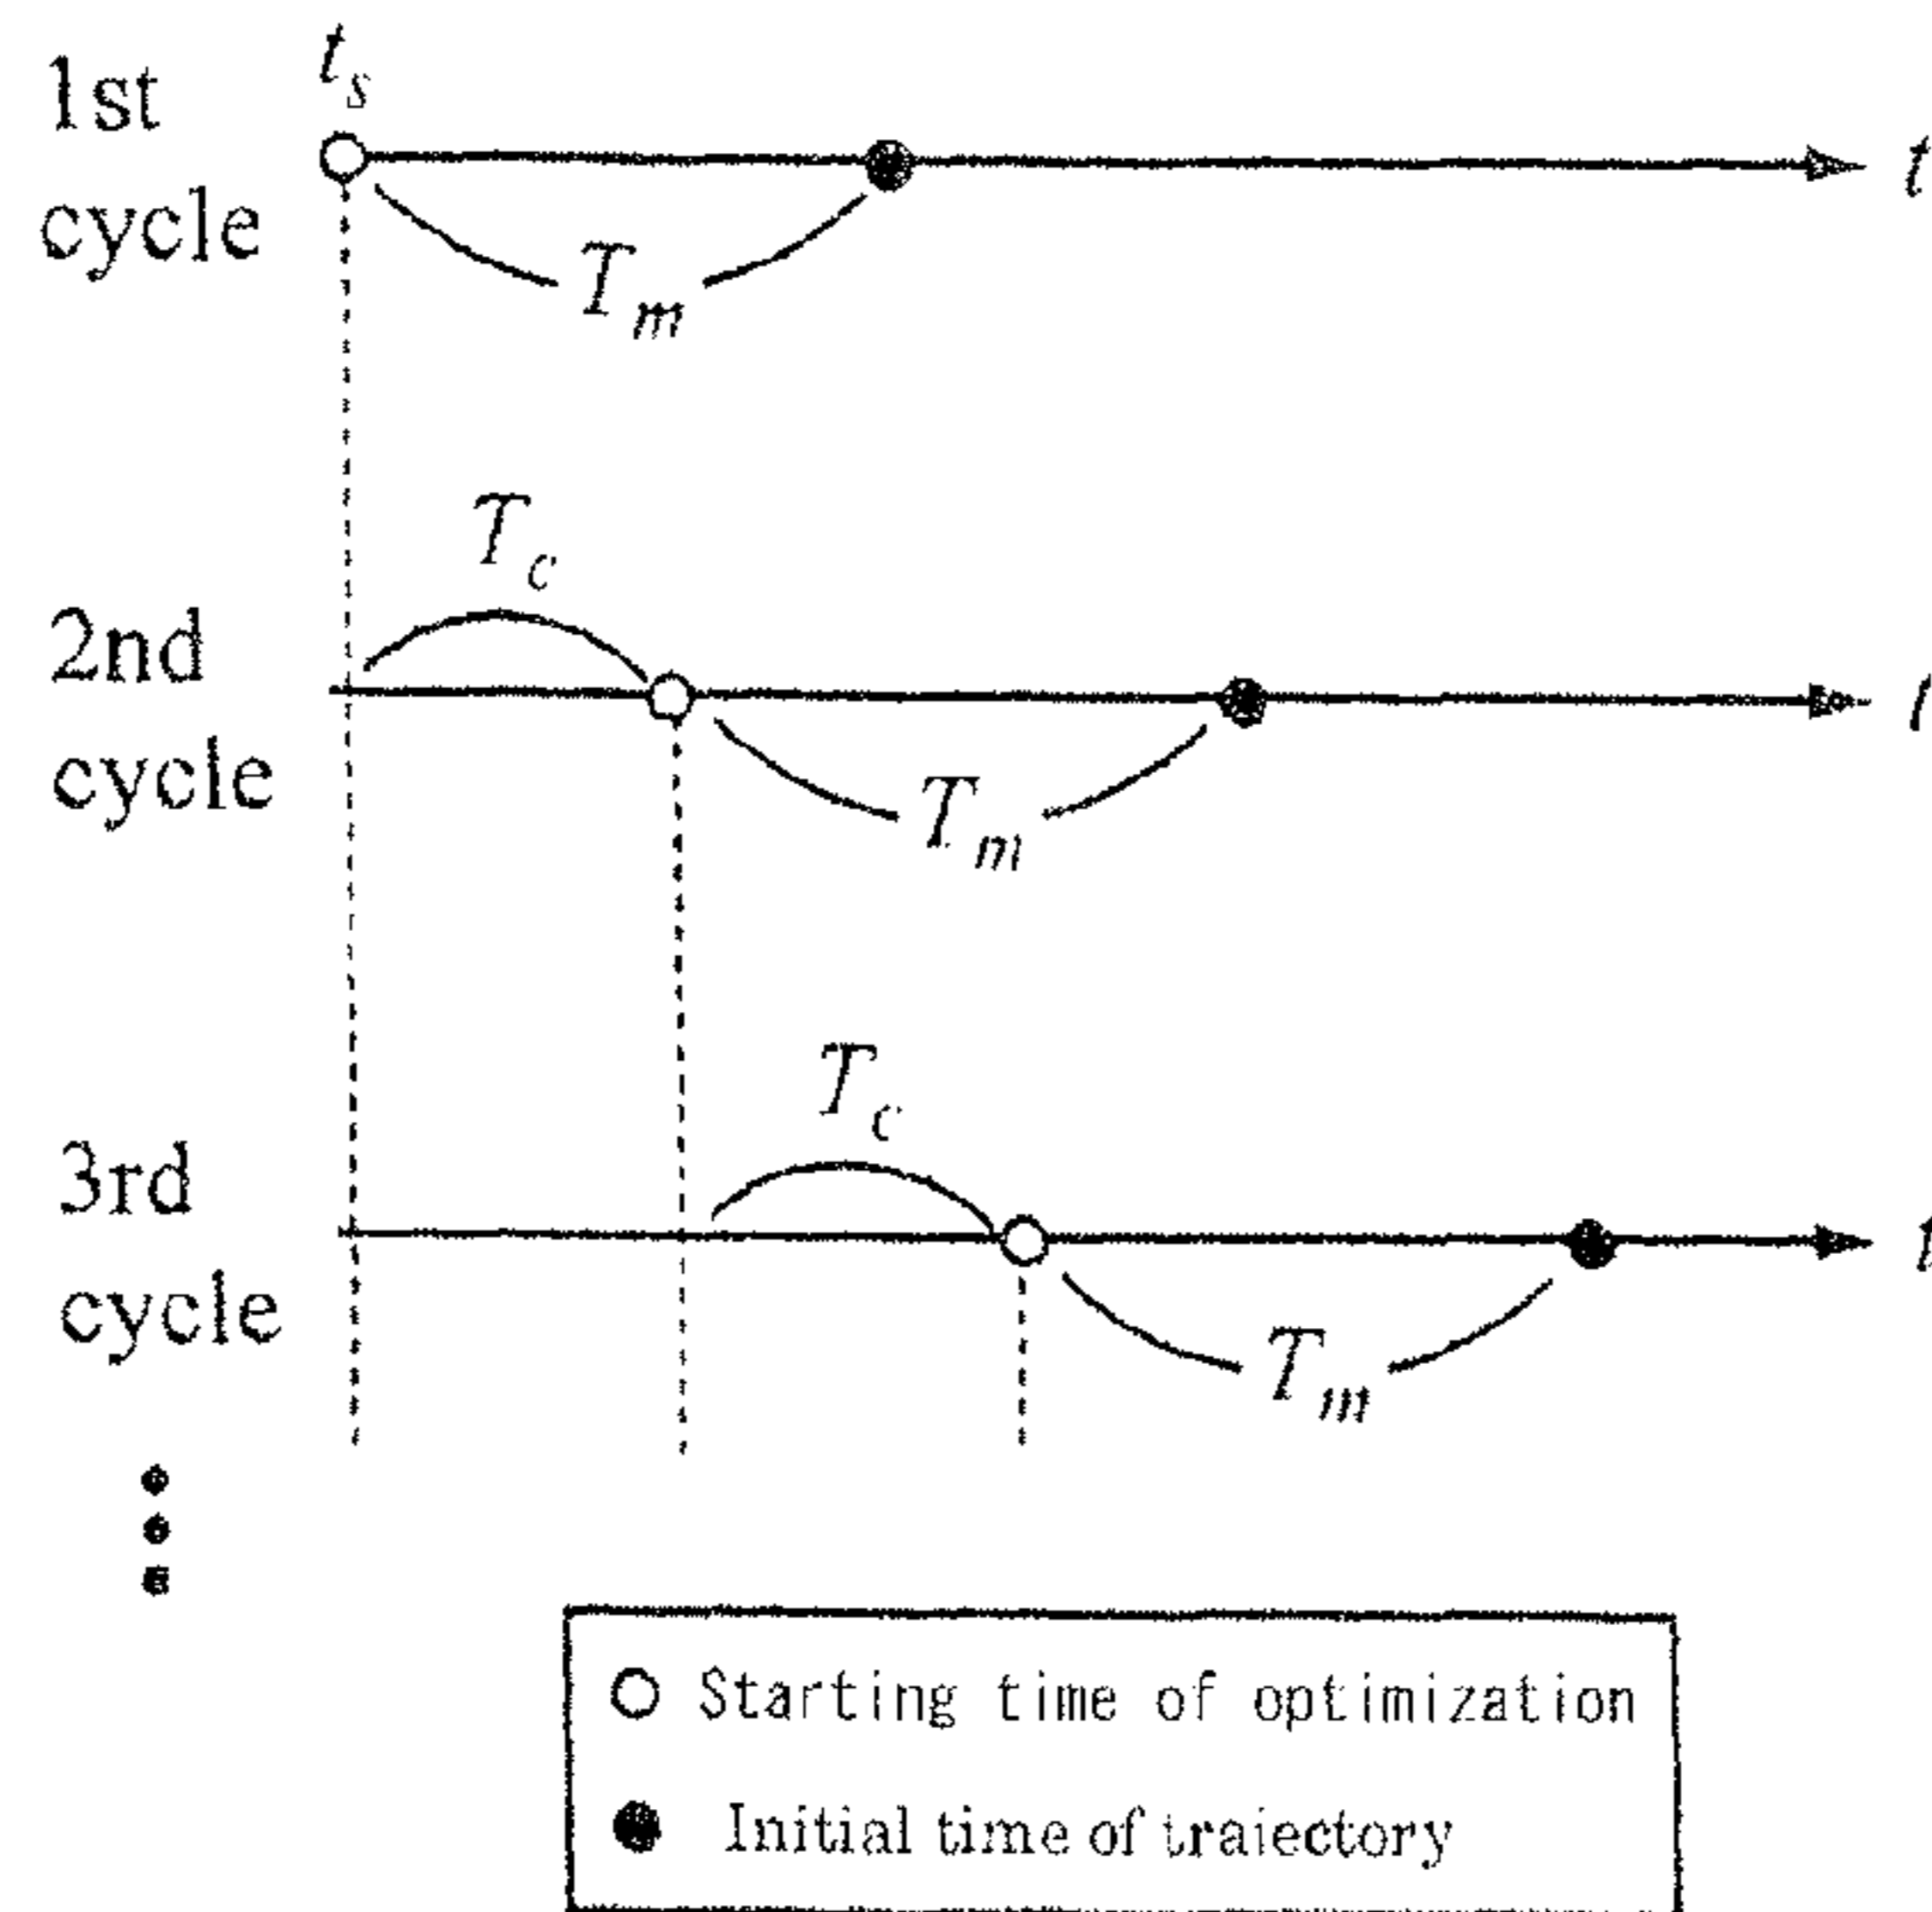 1st
cycle
t_s
t
T_m
T_c
2nd
cycle
T_m
T_c
3rd
cycle
T_m
Starting time of optimization
Initial time of traiectory